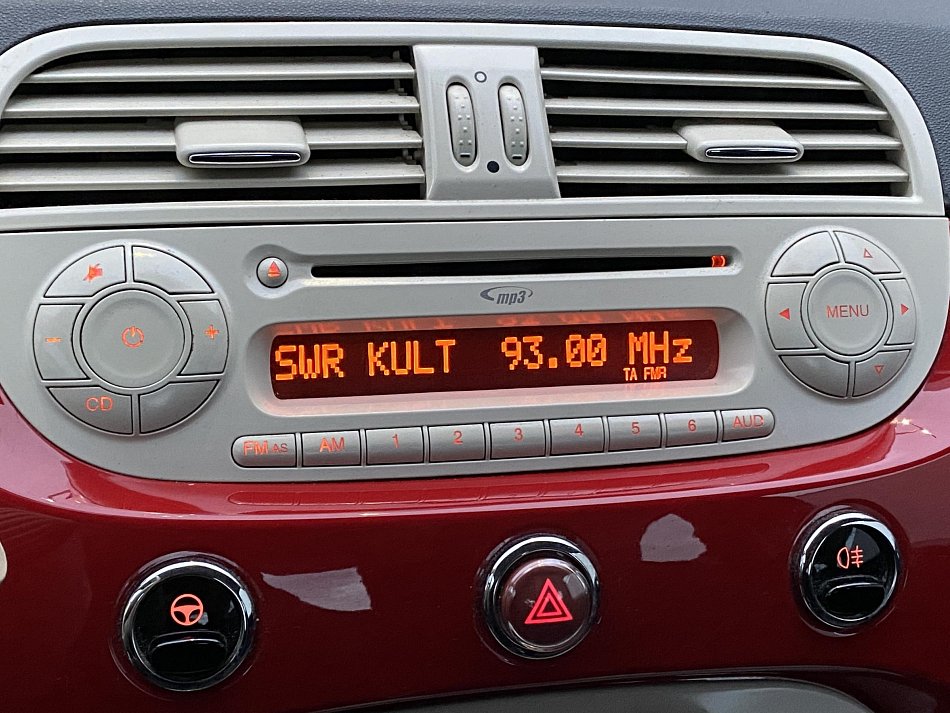 mp3
SWR KULT 93.00 MHz
TA FMR
MENU
CD
FM AS AM 1 2 3 4 5 6 AUD